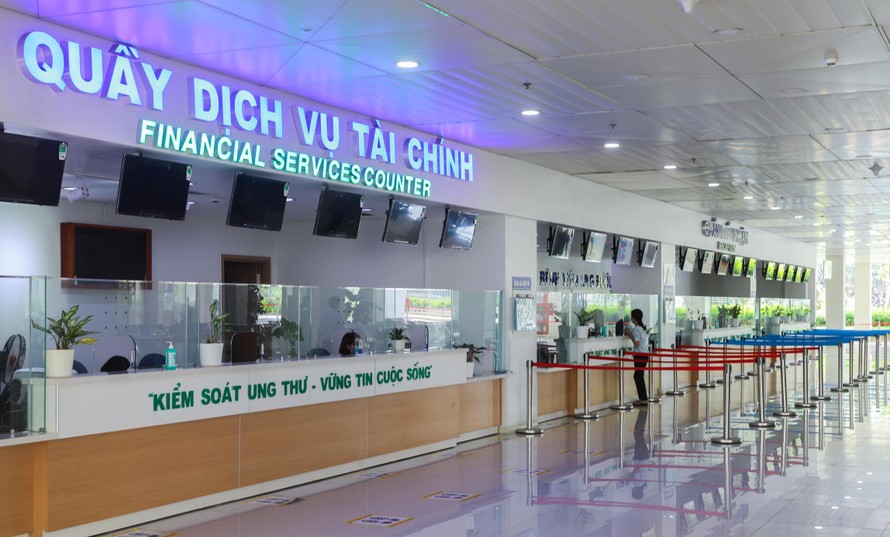 QUẦY DỊCH VỤ TÀI CHÍNH
FINANCIAL SERVICES COUNTER
"KIỂM SOÁT UNG THƯ - VỮNG TIN CUỘC SỐNG"